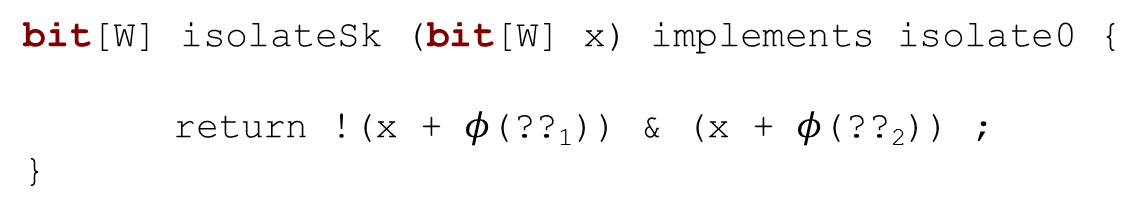 bit[W] isolateSk (bit[W] x) implements isolate0 {
return !(x + ϕ(??₁)) & (x + ϕ(??₂)) ;
}